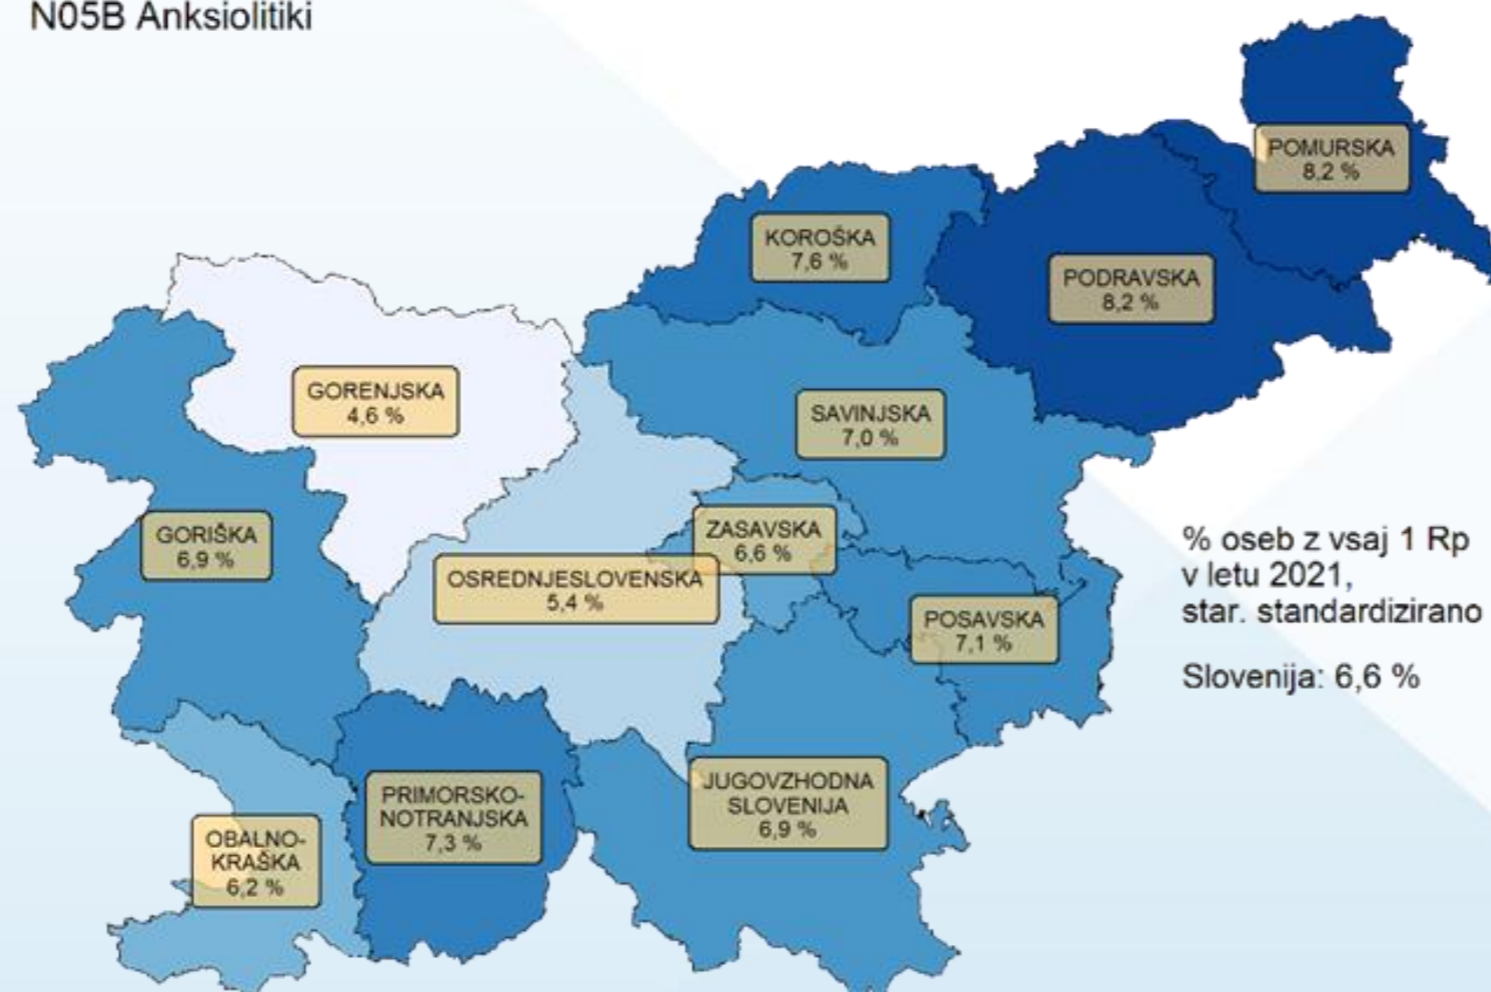 N05B Anksiolitiki
POMURSKA
8,2 %
KOROŠKA
7,6 %
PODRAVSKA
8,2 %
GORENJSKA
4,6 %
SAVINJSKA
7,0 %
GORIŠKA
6,9 %
ZASAVSKA
6,6 %
OSREDNJESLOVENSKA
5,4 %
POSAVSKA
7,1 %
% oseb z vsaj 1 Rp
v letu 2021,
star. standardizirano
Slovenija: 6,6 %
PRIMORSKO-
NOTRANJSKA
7,3 %
JUGOVZHODNA
SLOVENIJA
6,9 %
OBALNO-
KRAŠKA
6,2 %